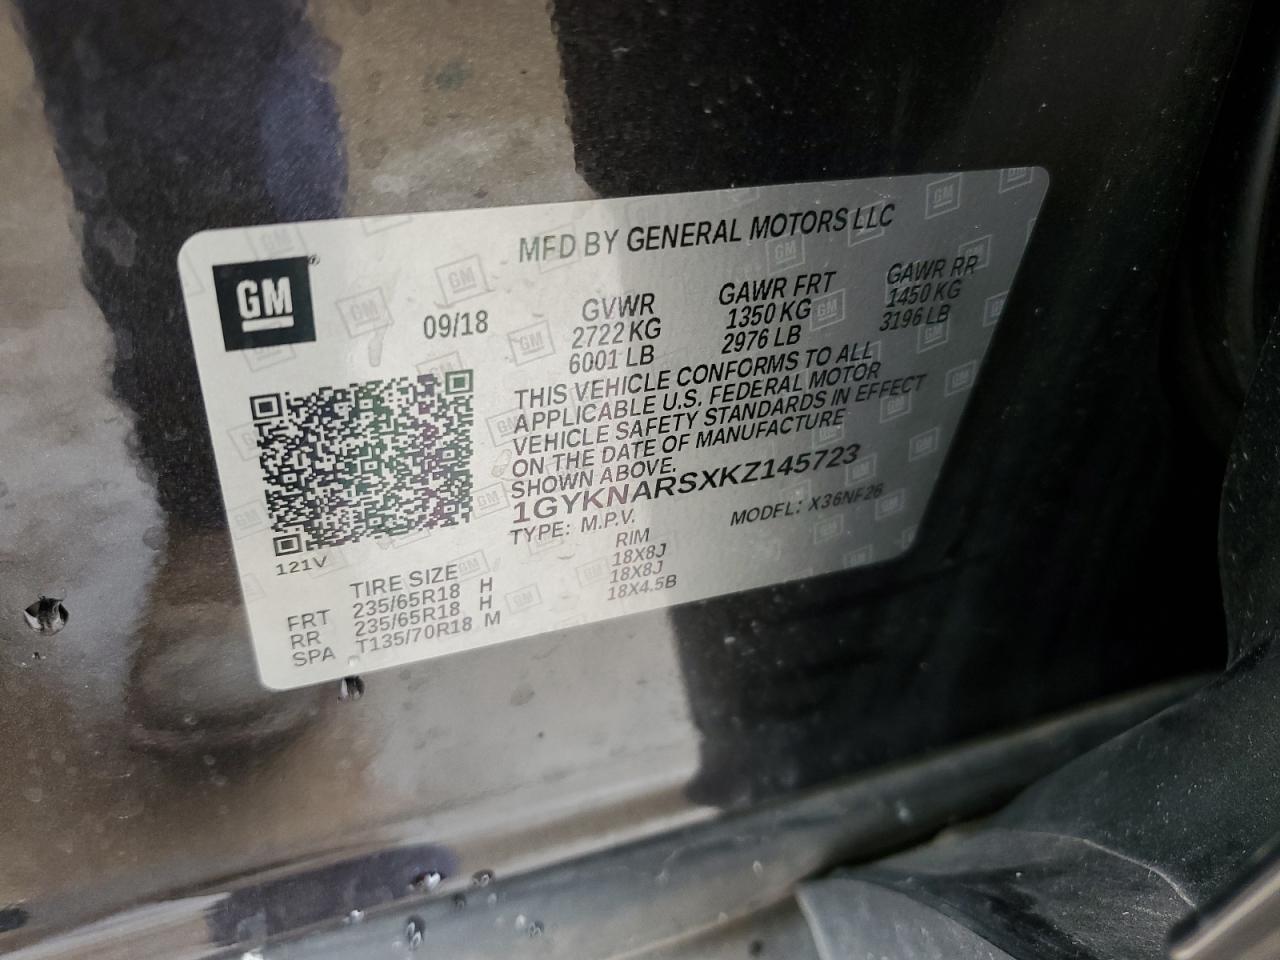 MFD BY GENERAL MOTORS LLC
GM®
09/18
GVWR GAWR FRT GAWR RR
2722 KG 1350 KG 1450 KG
6001 LB 2976 LB 3196 LB
THIS VEHICLE CONFORMS TO ALL
APPLICABLE U.S. FEDERAL MOTOR
VEHICLE SAFETY STANDARDS IN EFFECT
ON THE DATE OF MANUFACTURE
SHOWN ABOVE.
1GYKNARSXKZ145723
TYPE: M.P.V. MODEL: X36NF26
121V
TIRE SIZE RIM
FRT 235/65R18 H 18X8J
RR 235/65R18 H 18X8J
SPA T135/70R18 M 18X4.5B